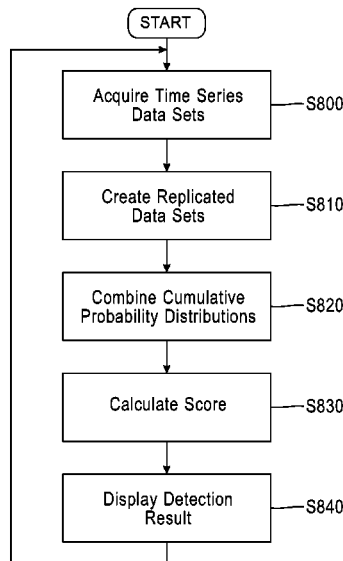 START
Acquire Time Series
Data Sets
S800
Create Replicated
Data Sets
S810
Combine Cumulative
Probability Distributions
S820
Calculate Score
S830
Display Detection
Result
S840